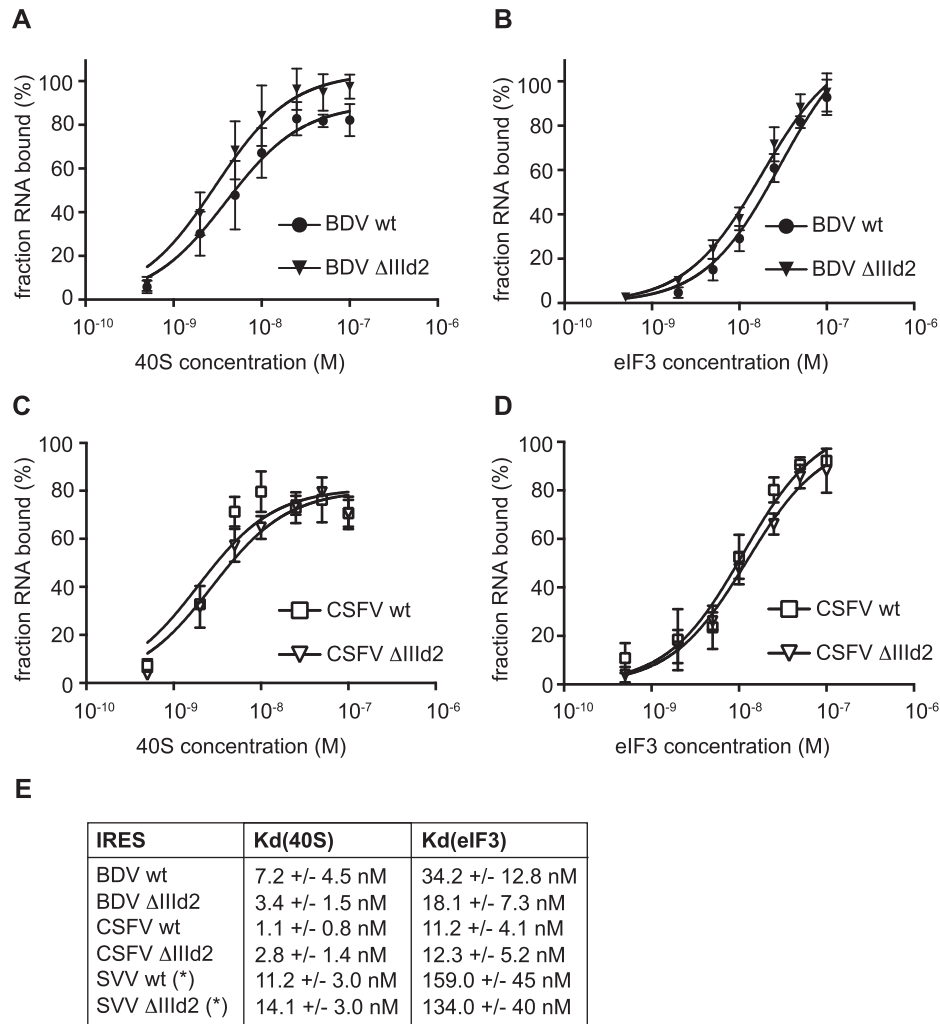 A
fraction RNA bound (%)
100
80
60
40
20
0
BDV wt
BDV ΔIIId2
10-10
10-9
10-8
10-7
10-6
40S concentration (M)
B
fraction RNA bound (%)
100
80
60
40
20
0
BDV wt
BDV ΔIIId2
10-10
10-9
10-8
10-7
10-6
eIF3 concentration (M)
C
fraction RNA bound (%)
100
80
60
40
20
0
CSFV wt
CSFV ΔIIId2
10-10
10-9
10-8
10-7
10-6
40S concentration (M)
D
fraction RNA bound (%)
100
80
60
40
20
0
CSFV wt
CSFV ΔIIId2
10-10
10-9
10-8
10-7
10-6
eIF3 concentration (M)
E
IRES Kd(40S) Kd(eIF3)
BDV wt 7.2 +/- 4.5 nM 34.2 +/- 12.8 nM
BDV ΔIIId2 3.4 +/- 1.5 nM 18.1 +/- 7.3 nM
CSFV wt 1.1 +/- 0.8 nM 11.2 +/- 4.1 nM
CSFV ΔIIId2 2.8 +/- 1.4 nM 12.3 +/- 5.2 nM
SVV wt (*) 11.2 +/- 3.0 nM 159.0 +/- 45 nM
SVV ΔIIId2 (*) 14.1 +/- 3.0 nM 134.0 +/- 40 nM